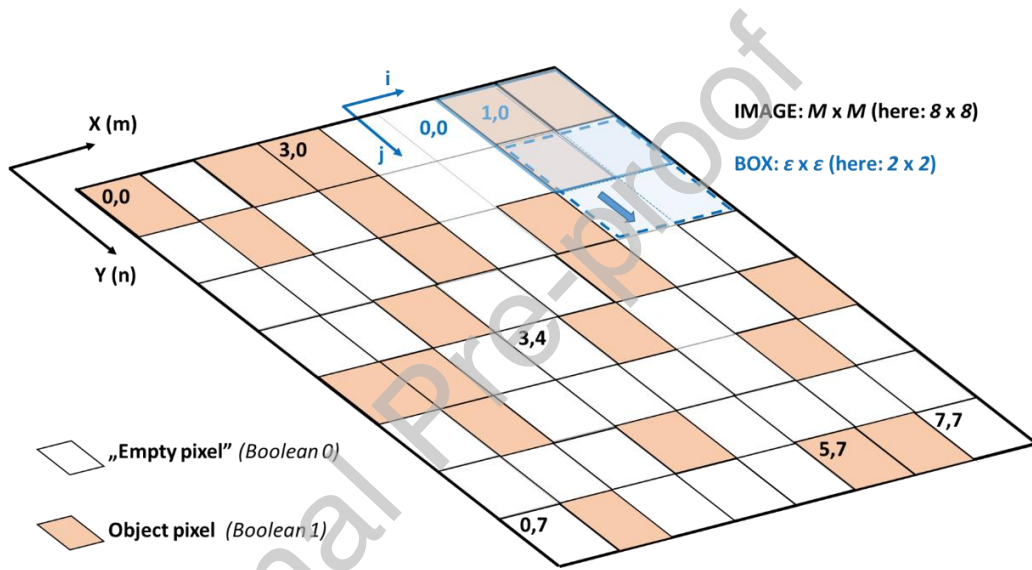 i
j
0,0
1,0
X (m)
Y (n)
0,0
3,0
3,4
5,7
7,7
0,7
IMAGE: M x M (here: 8 x 8)
BOX: ε x ε (here: 2 x 2)
„Empty pixel” (Boolean 0)
Object pixel (Boolean 1)
nal Pre-proof